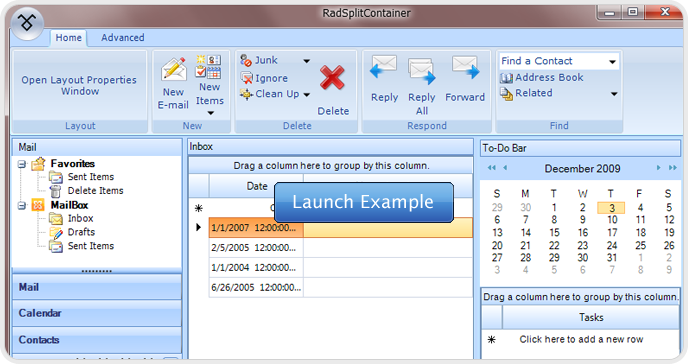 RadSplitContainer
Home
Advanced
Open Layout Properties
Window
Layout
New
E-mail
New
Items
New
Junk
Ignore
Clean Up
Delete
Delete
Reply
Reply
All
Forward
Respond
Find a Contact
Address Book
Related
Find
Mail
Favorites
Sent Items
Delete Items
MailBox
Inbox
Drafts
Sent Items
Mail
Calendar
Contacts
Inbox
Drag a column here to group by this column.
Date
Launch Example
1/1/2007 12:00:00...
2/5/2005 12:00:00...
1/1/2004 12:00:00...
6/26/2005 12:00:00...
To-Do Bar
December 2009
S M T W T F S
29 30 1 2 3 4 5
6 7 8 9 10 11 12
13 14 15 16 17 18 19
20 21 22 23 24 25 26
27 28 29 30 31 1 2
3 4 5 6 7 8 9
Drag a column here to group by this column.
Tasks
Click here to add a new row